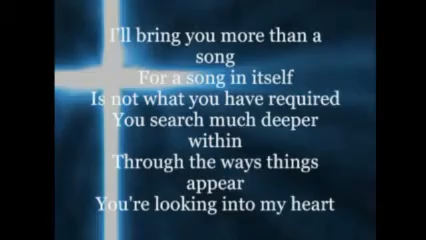 I'll bring you more than a
song
For a song in itself
Is not what you have required
You search much deeper
within
Through the ways things
appear
You're looking into my heart